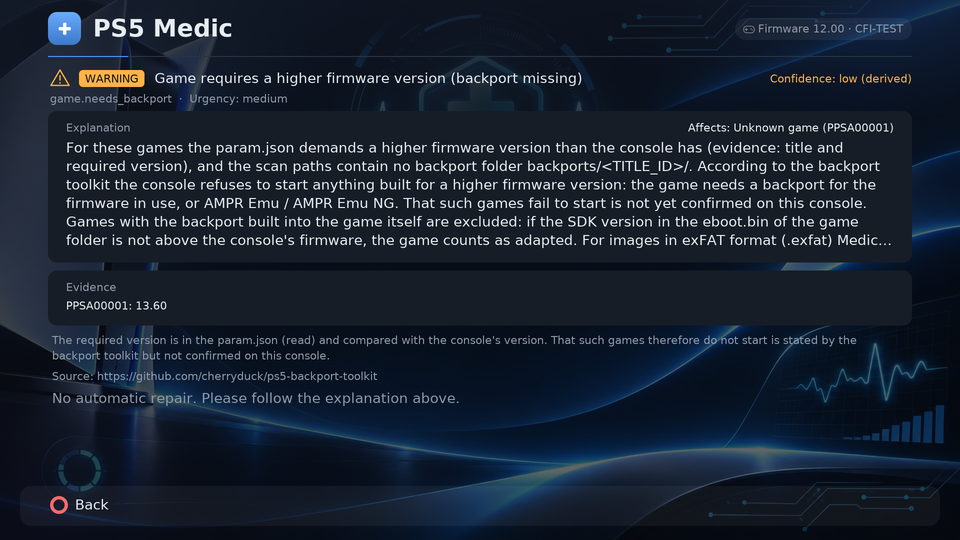 PS5 Medic
Firmware 12.00 · CFI-TEST
WARNING Game requires a higher firmware version (backport missing)
Confidence: low (derived)
game.needs_backport · Urgency: medium
Explanation
Affects: Unknown game (PPSA00001)
For these games the param.json demands a higher firmware version than the console has (evidence: title and
required version), and the scan paths contain no backport folder backports/<TITLE_ID>/. According to the backport
toolkit the console refuses to start anything built for a higher firmware version: the game needs a backport for the
firmware in use, or AMPR Emu / AMPR Emu NG. That such games fail to start is not yet confirmed on this console.
Games with the backport built into the game itself are excluded: if the SDK version in the eboot.bin of the game
folder is not above the console's firmware, the game counts as adapted. For images in exFAT format (.exfat) Medic...
Evidence
PPSA00001: 13.60
The required version is in the param.json (read) and compared with the console's version. That such games therefore do not start is stated by the
backport toolkit but not confirmed on this console.
Source: https://github.com/cherryduck/ps5-backport-toolkit
No automatic repair. Please follow the explanation above.
Back